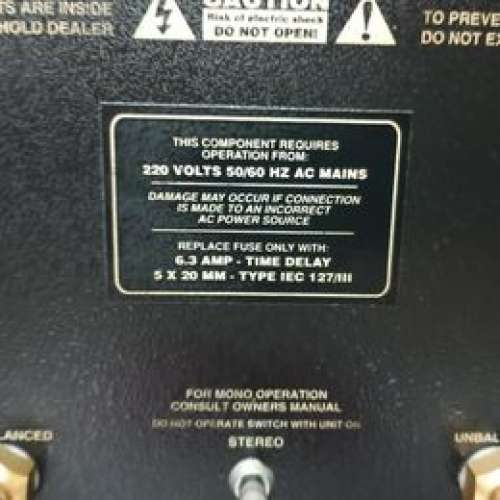 TS ARE INSIDE
HOLD DEALER
CAUTION
Risk of electric shock
DO NOT OPEN!
TO PREVE
DO NOT EX
THIS COMPONENT REQUIRES
OPERATION FROM:
220 VOLTS 50/60 HZ AC MAINS
DAMAGE MAY OCCUR IF CONNECTION
IS MADE TO AN INCORRECT
AC POWER SOURCE
REPLACE FUSE ONLY WITH:
6.3 AMP - TIME DELAY
5 X 20 MM - TYPE IEC 127/III
FOR MONO OPERATION
CONSULT OWNERS MANUAL
DO NOT OPERATE SWITCH WITH UNIT ON
STEREO
LANCED
UNBAL